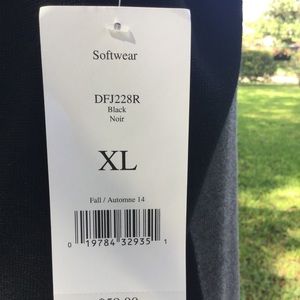 Softwear
DFJ228R
Black
Noir
XL
Fall / Automne 14
0 19784 32935 1